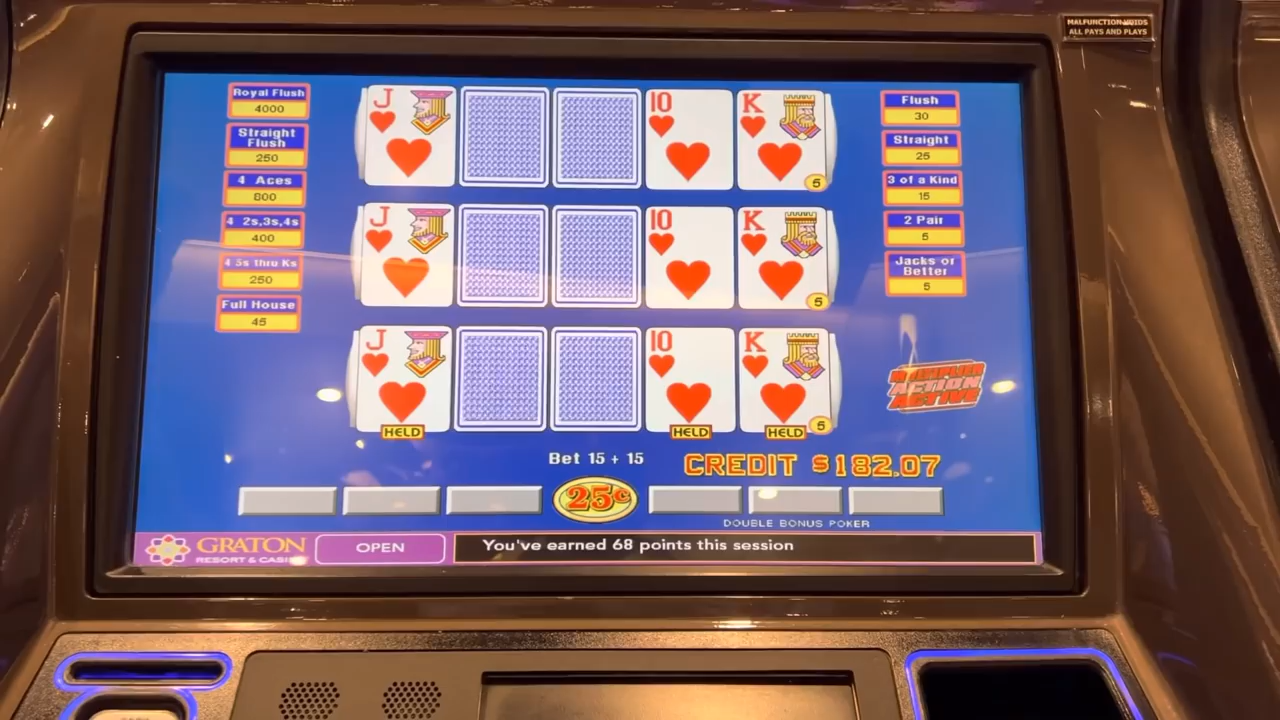 MALFUNCTION VOIDS
ALL PAYS AND PLAYS
Royal Flush
4000
Straight
Flush
250
4 Aces
800
4 2s,3s,4s
400
4 5s thru Ks
250
Full House
45
J
10
K
5
J
10
K
5
J
10
K
5
HELD
HELD
HELD
Flush
30
Straight
25
3 of a Kind
15
2 Pair
5
Jacks or
Better
5
MULTIPLIER
ACTION
ACTIVE
Bet 15 + 15
CREDIT $182.07
25¢
DOUBLE BONUS POKER
GRATON
RESORT & CASINO
OPEN
You've earned 68 points this session